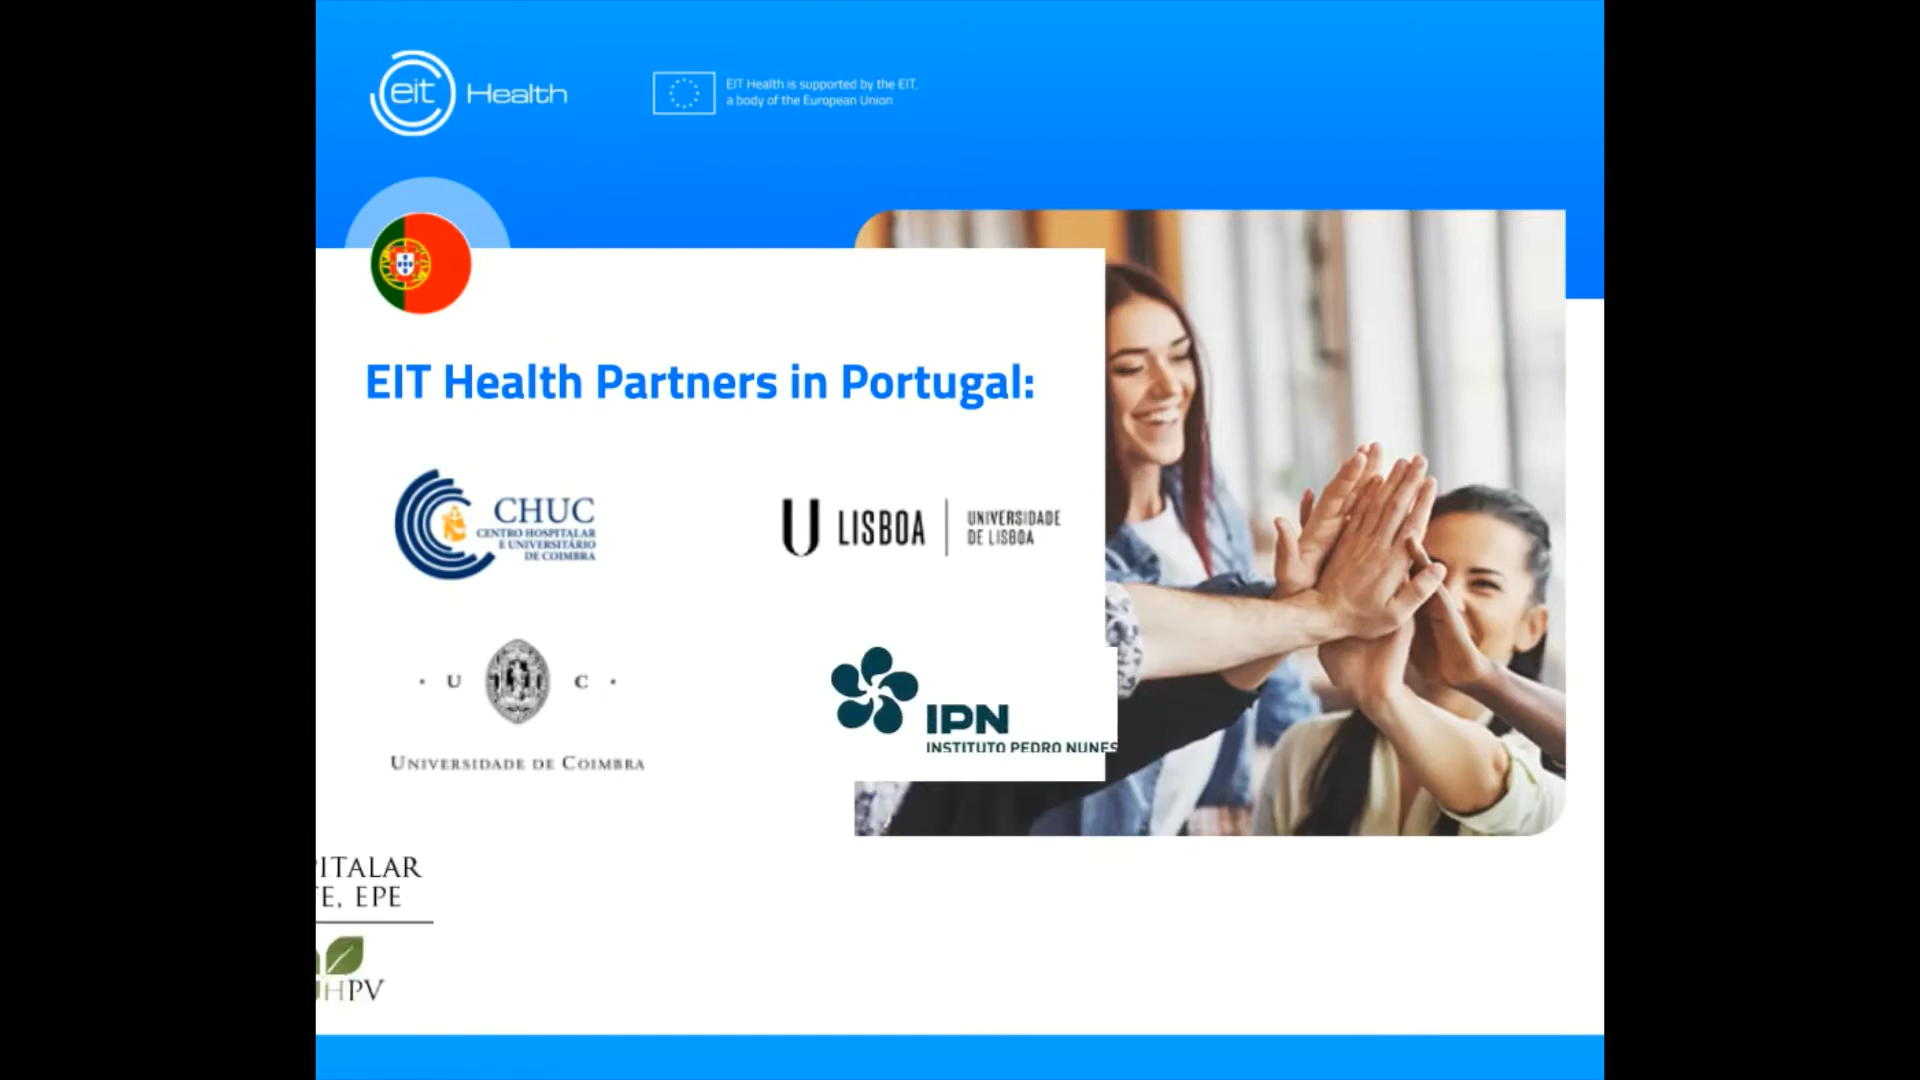 eit Health
EIT Health is supported by the EIT,
a body of the European Union
EIT Health Partners in Portugal:
CHUC
CENTRO HOSPITALAR
E UNIVERSITÁRIO
DE COIMBRA
U LISBOA | UNIVERSIDADE
DE LISBOA
· U C ·
UNIVERSIDADE DE COIMBRA
IPN
INSTITUTO PEDRO NUNES
PITALAR
E, EPE
HPV